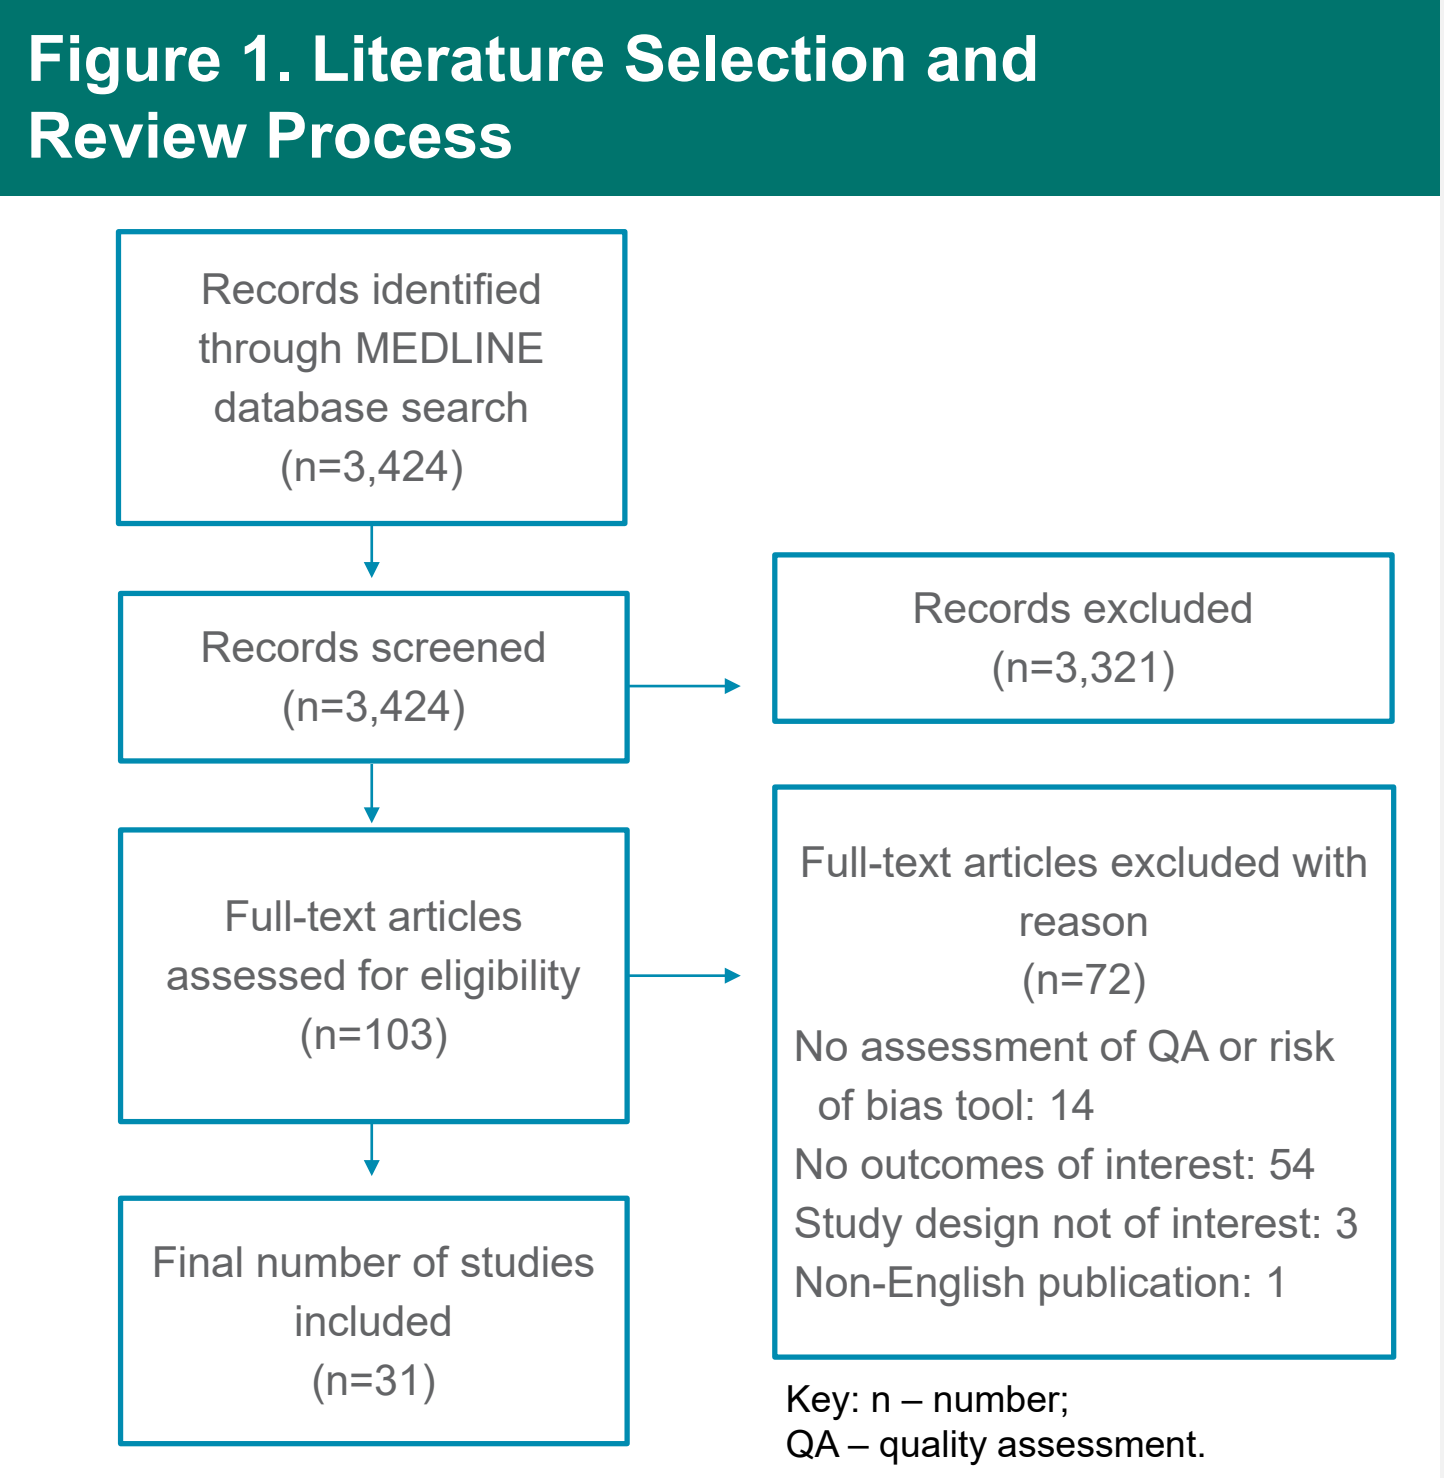 Figure 1. Literature Selection and
Review Process
Records identified
through MEDLINE
database search
(n=3,424)
Records screened
(n=3,424)
Records excluded
(n=3,321)
Full-text articles
assessed for eligibility
(n=103)
Full-text articles excluded with
reason
(n=72)
No assessment of QA or risk
of bias tool: 14
No outcomes of interest: 54
Study design not of interest: 3
Non-English publication: 1
Final number of studies
included
(n=31)
Key: n – number;
QA – quality assessment.